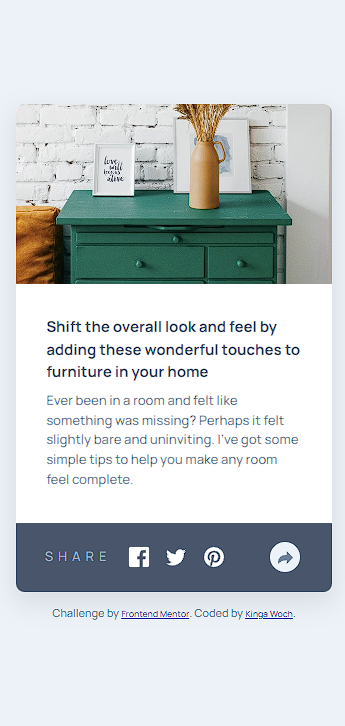 love
will
begin
alive
Shift the overall look and feel by
adding these wonderful touches to
furniture in your home
Ever been in a room and felt like
something was missing? Perhaps it felt
slightly bare and uninviting. I've got some
simple tips to help you make any room
feel complete.
SHARE
Challenge by Frontend Mentor. Coded by Kinga Woch.